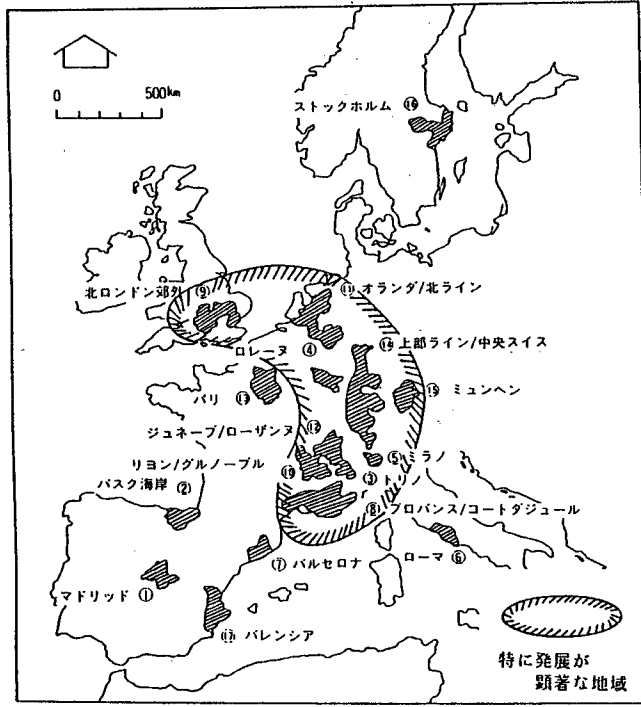 0 500km
ストックホルム ⑯
北ロンドン郊外 ⑨
⑪ オランダ/北ライン
ロレーヌ ④
⑭ 上部ライン/中央スイス
パリ ⑬
⑮ ミュンヘン
ジュネーブ/ローザンヌ ⑫
リヨン/グルノーブル ⑩
⑤ ミラノ
バスク海岸 ②
③ トリノ
⑧ プロバンス/コートダジュール
⑦ バルセロナ
ローマ ⑥
マドリッド ①
⑰ バレンシア
特に発展が
顕著な地域